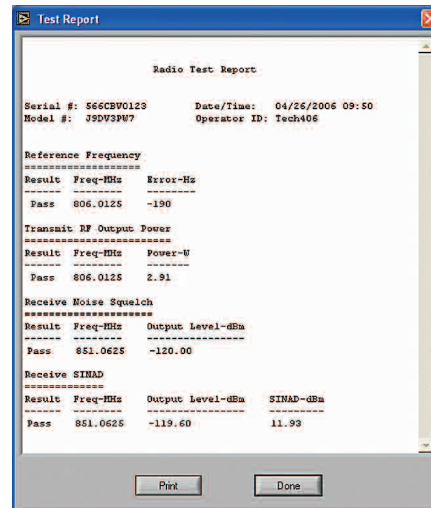 Test Report
Radio Test Report
Serial #: 566CBV0123 Date/Time: 04/26/2006 09:50
Model #: J9DV3PW7 Operator ID: Tech406
Reference Frequency
====================
Result Freq-MHz Error-Hz
------ -------- --------
Pass 806.0125 -190
Transmit RF Output Power
=========================
Result Freq-MHz Power-W
------ -------- -------
Pass 806.0125 2.91
Receive Noise Squelch
======================
Result Freq-MHz Output Level-dBm
------ -------- ----------------
Pass 851.0625 -120.00
Receive SINAD
=============
Result Freq-MHz Output Level-dBm SINAD-dBm
------ -------- ---------------- ---------
Pass 851.0625 -119.60 11.93
Print Done